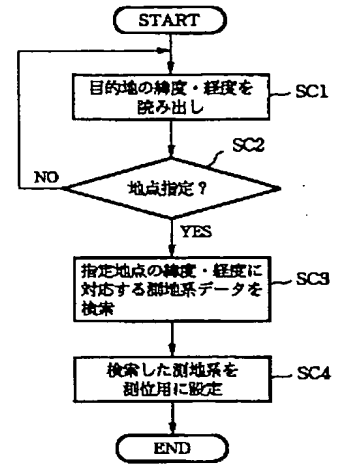 START
目的地の緯度・経度を
読み出し
SC1
SC2
地点指定?
NO
YES
指定地点の緯度・経度に
対応する測地系データを
検索
SC3
検索した測地系を
測位用に設定
SC4
END